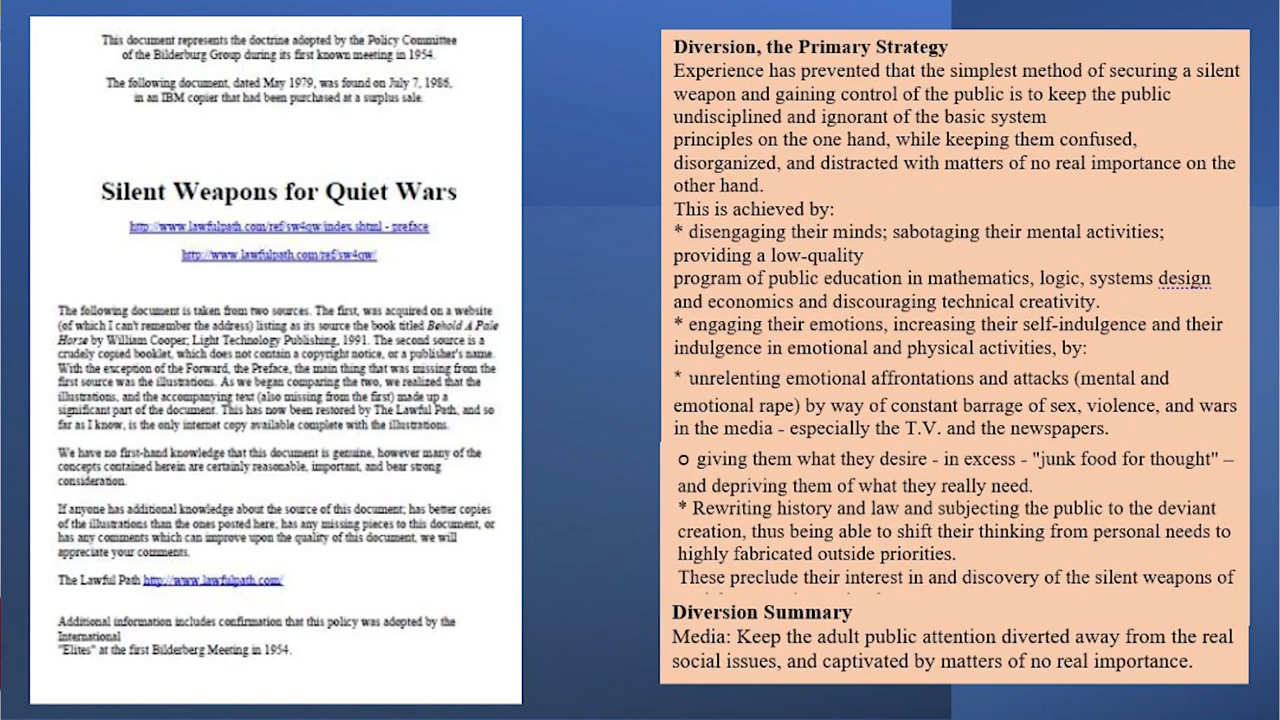 This document represents the doctrine adopted by the Policy Committee
of the Bilderburg Group during its first known meeting in 1954.
The following document, dated May 1979, was found on July 7, 1986,
in an IBM copier that had been purchased at a surplus sale.
Silent Weapons for Quiet Wars
http://www.lawfulpath.com/ref/sw4qw/index.shtml - preface
http://www.lawfulpath.com/ref/sw4qw/
The following document is taken from two sources. The first, was acquired on a website
(of which I can't remember the address) listing as its source the book titled Behold A Pale
Horse by William Cooper; Light Technology Publishing, 1991. The second source is a
crudely copied booklet, which does not contain a copyright notice, or a publisher's name.
With the exception of the Forward, the Preface, the main thing that was missing from the
first source was the illustrations. As we began comparing the two, we realized that the
illustrations, and the accompanying text (also missing from the first) made up a
significant part of the document. This has now been restored by The Lawful Path, and so
far as I know, is the only internet copy available complete with the illustrations.
We have no first-hand knowledge that this document is genuine, however many of the
concepts contained herein are certainly reasonable, important, and bear strong
consideration.
If anyone has additional knowledge about the source of this document; has better copies
of the illustrations than the ones posted here; has any missing pieces to this document, or
has any comments which can improve upon the quality of this document, we will
appreciate your comments.
The Lawful Path http://www.lawfulpath.com/
Additional information includes confirmation that this policy was adopted by the
International
"Elites" at the first Bilderberg Meeting in 1954.
Diversion, the Primary Strategy
Experience has prevented that the simplest method of securing a silent
weapon and gaining control of the public is to keep the public
undisciplined and ignorant of the basic system
principles on the one hand, while keeping them confused,
disorganized, and distracted with matters of no real importance on the
other hand.
This is achieved by:
* disengaging their minds; sabotaging their mental activities;
providing a low-quality
program of public education in mathematics, logic, systems design
and economics and discouraging technical creativity.
* engaging their emotions, increasing their self-indulgence and their
indulgence in emotional and physical activities, by:
* unrelenting emotional affrontations and attacks (mental and
emotional rape) by way of constant barrage of sex, violence, and wars
in the media - especially the T.V. and the newspapers.
o giving them what they desire - in excess - "junk food for thought" –
and depriving them of what they really need.
* Rewriting history and law and subjecting the public to the deviant
creation, thus being able to shift their thinking from personal needs to
highly fabricated outside priorities.
These preclude their interest in and discovery of the silent weapons of
Diversion Summary
Media: Keep the adult public attention diverted away from the real
social issues, and captivated by matters of no real importance.